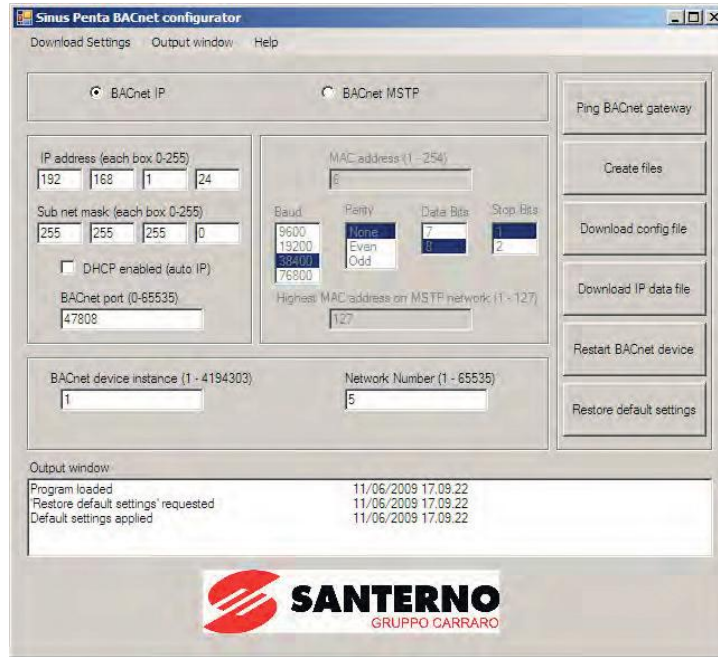 Sinus Penta BACnet configurator
Download Settings Output window Help
BACnet IP
BACnet MSTP
IP address (each box 0-255)
192 168 1 24
Sub net mask (each box 0-255)
255 255 255 0
DHCP enabled (auto IP)
BACnet port (0-65535)
47808
MAC address (1 - 254)
6
Baud Parity Data Bits Stop Bits
9600 None 7 1
19200 Even 8 2
38400 Odd
76800
Highest MAC address on MSTP network (1 - 127)
127
BACnet device instance (1 - 4194303)
1
Network Number (1 - 65535)
5
Ping BACnet gateway
Create files
Download config file
Download IP data file
Restart BACnet device
Restore default settings
Output window
Program loaded 11/06/2009 17.09.22
'Restore default settings' requested 11/06/2009 17.09.22
Default settings applied 11/06/2009 17.09.22
SANTERNO
GRUPPO CARRARO